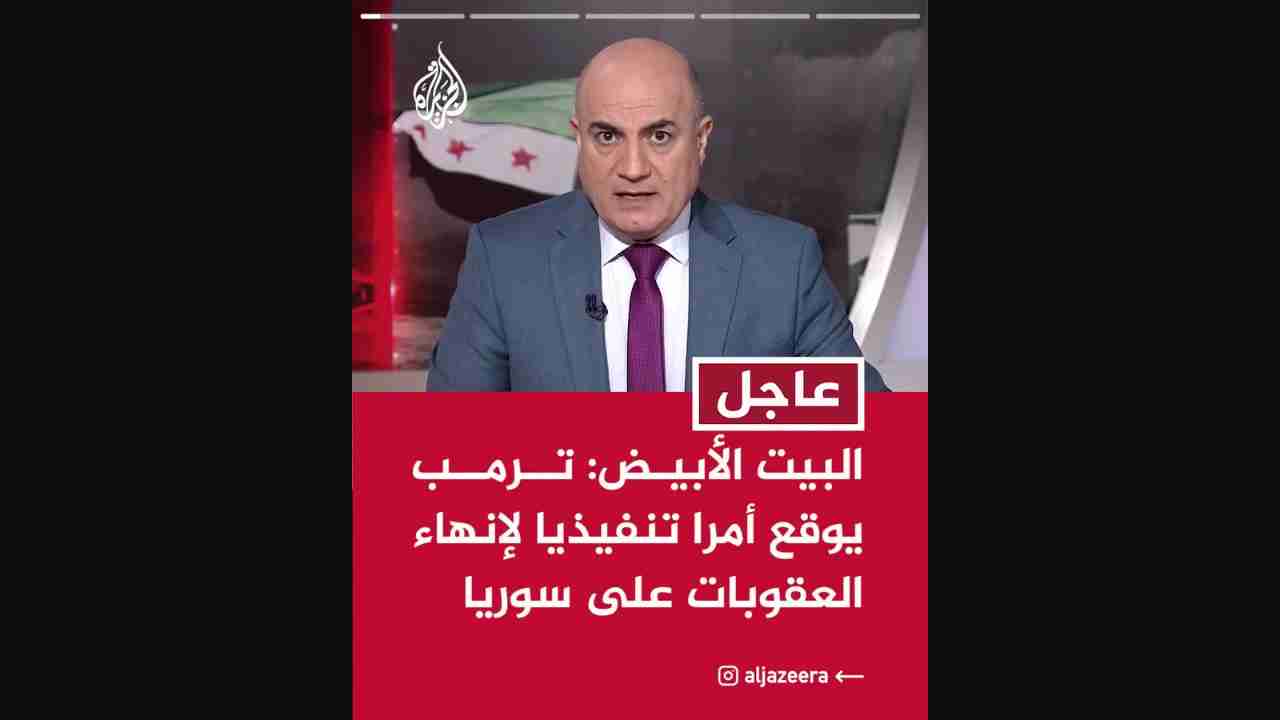 الجزيرة
عاجل
البيت الأبيض: ترمب
يوقع أمرا تنفيذيا لإنهاء
العقوبات على سوريا
aljazeera